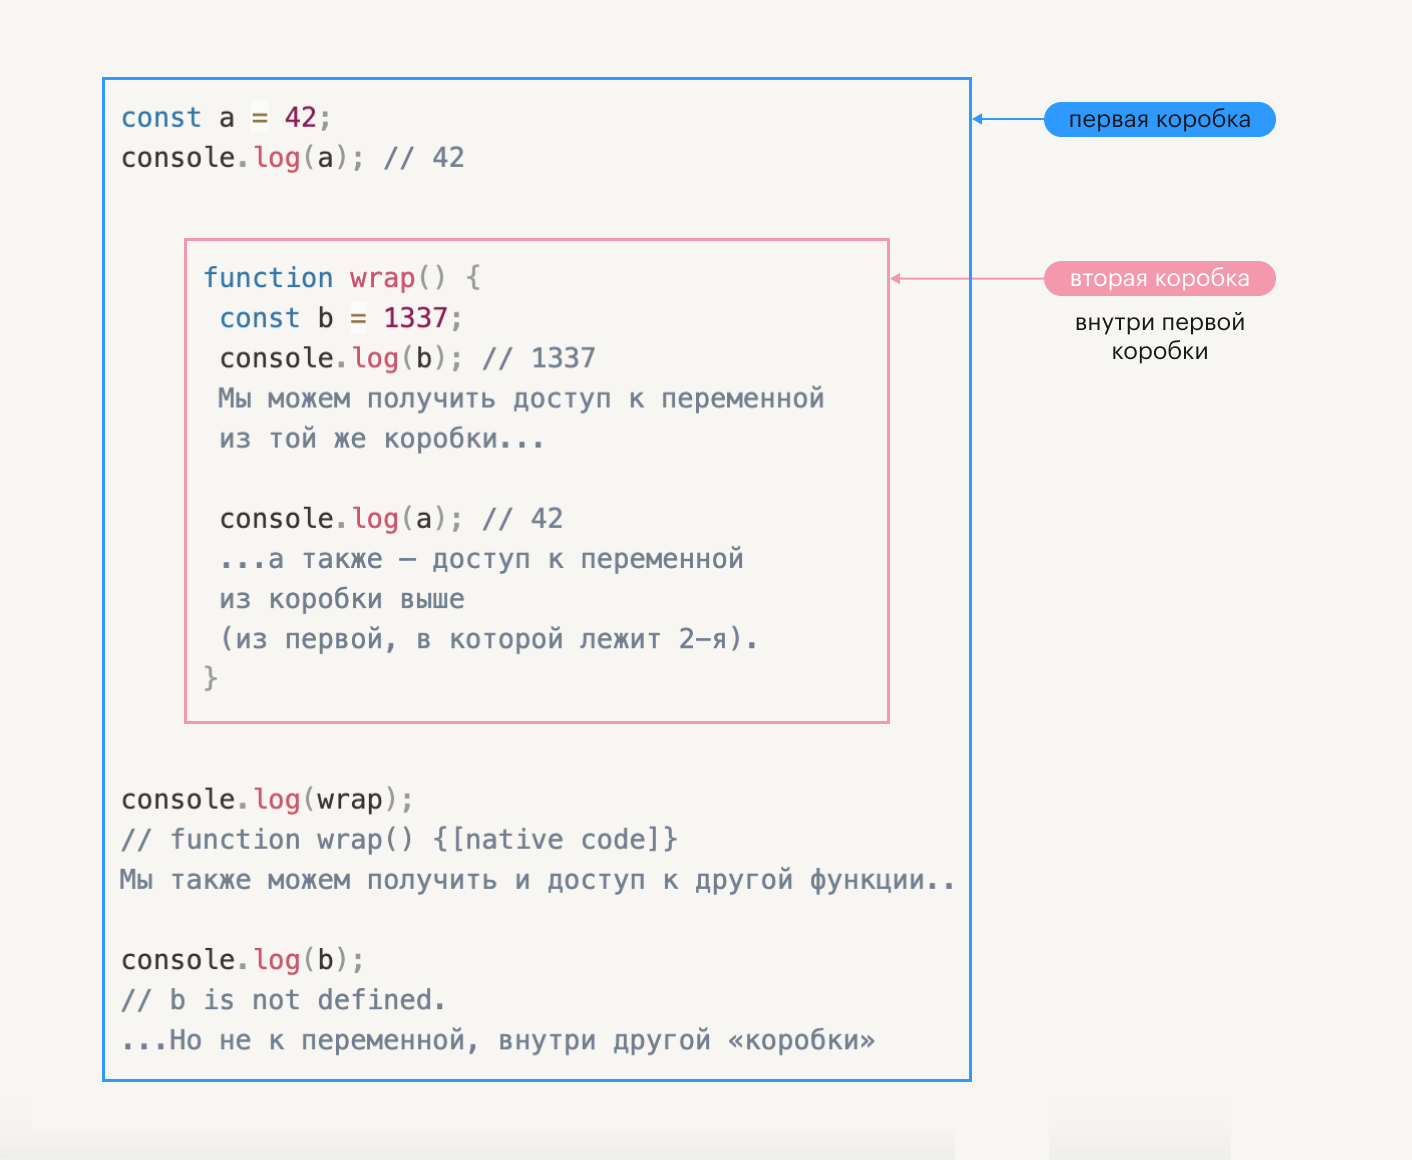 const a = 42;
console.log(a); // 42
первая коробка
function wrap() {
const b = 1337;
console.log(b); // 1337
Мы можем получить доступ к переменной
из той же коробки...
console.log(a); // 42
...а также — доступ к переменной
из коробки выше
(из первой, в которой лежит 2-я).
}
вторая коробка
внутри первой
коробки
console.log(wrap);
// function wrap() {[native code]}
Мы также можем получить и доступ к другой функции..
console.log(b);
// b is not defined.
...Но не к переменной, внутри другой «коробки»